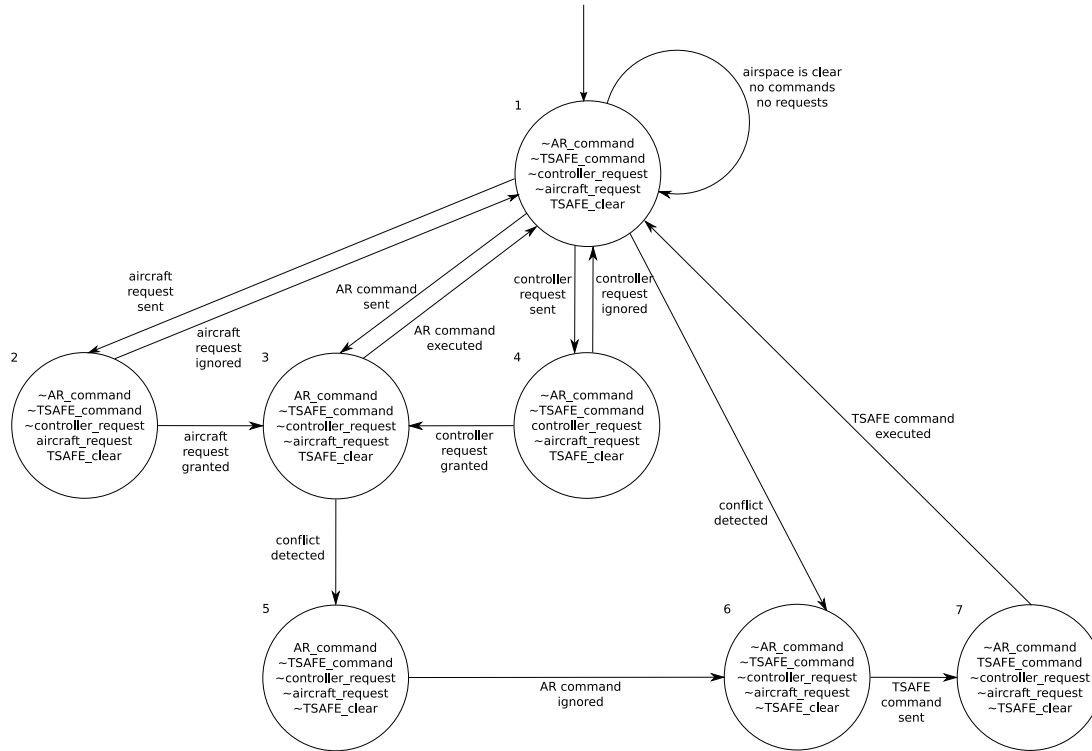 airspace is clear
no commands
no requests
1
~AR_command
~TSAFE_command
~controller_request
~aircraft_request
TSAFE_clear
aircraft
request
sent
AR command
sent
controller
request
sent
controller
request
ignored
aircraft
request
ignored
AR command
executed
2
~AR_command
~TSAFE_command
~controller_request
aircraft_request
TSAFE_clear
aircraft
request
granted
3
AR_command
~TSAFE_command
~controller_request
~aircraft_request
TSAFE_clear
controller
request
granted
4
~AR_command
~TSAFE_command
controller_request
~aircraft_request
TSAFE_clear
TSAFE command
executed
conflict
detected
conflict
detected
5
AR_command
~TSAFE_command
~controller_request
~aircraft_request
~TSAFE_clear
AR command
ignored
6
~AR_command
~TSAFE_command
~controller_request
~aircraft_request
~TSAFE_clear
TSAFE
command
sent
7
~AR_command
TSAFE_command
~controller_request
~aircraft_request
~TSAFE_clear